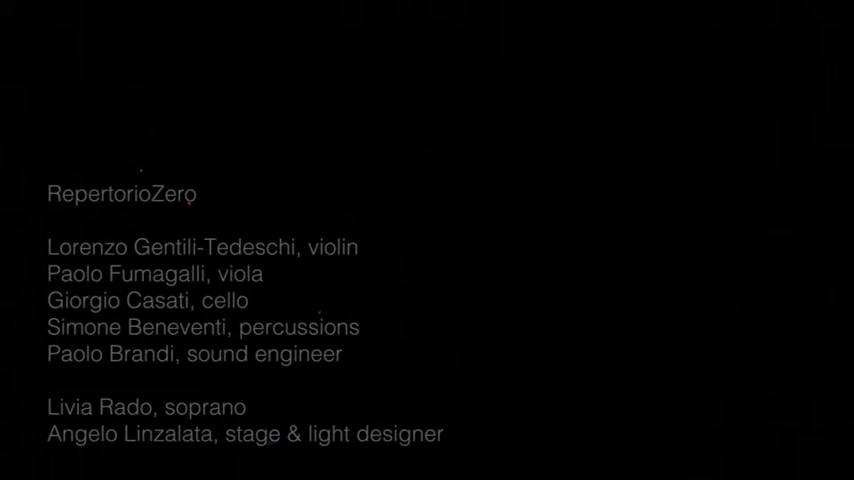 RepertorioZero
Lorenzo Gentili-Tedeschi, violin
Paolo Fumagalli, viola
Giorgio Casati, cello
Simone Beneventi, percussions
Paolo Brandi, sound engineer
Livia Rado, soprano
Angelo Linzalata, stage & light designer